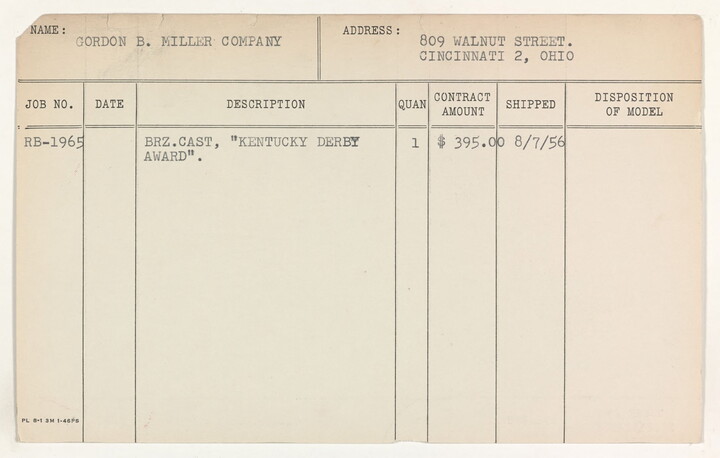 NAME:
GORDON B. MILLER COMPANY
ADDRESS:
809 WALNUT STREET.
CINCINNATI 2, OHIO
JOB NO.
DATE
DESCRIPTION
QUAN
CONTRACT
AMOUNT
SHIPPED
DISPOSITION
OF MODEL
RB-1965
BRZ.CAST, "KENTUCKY DERBY
AWARD".
1
$ 395.00
8/7/56
PL 8-1 3M 1-46PS